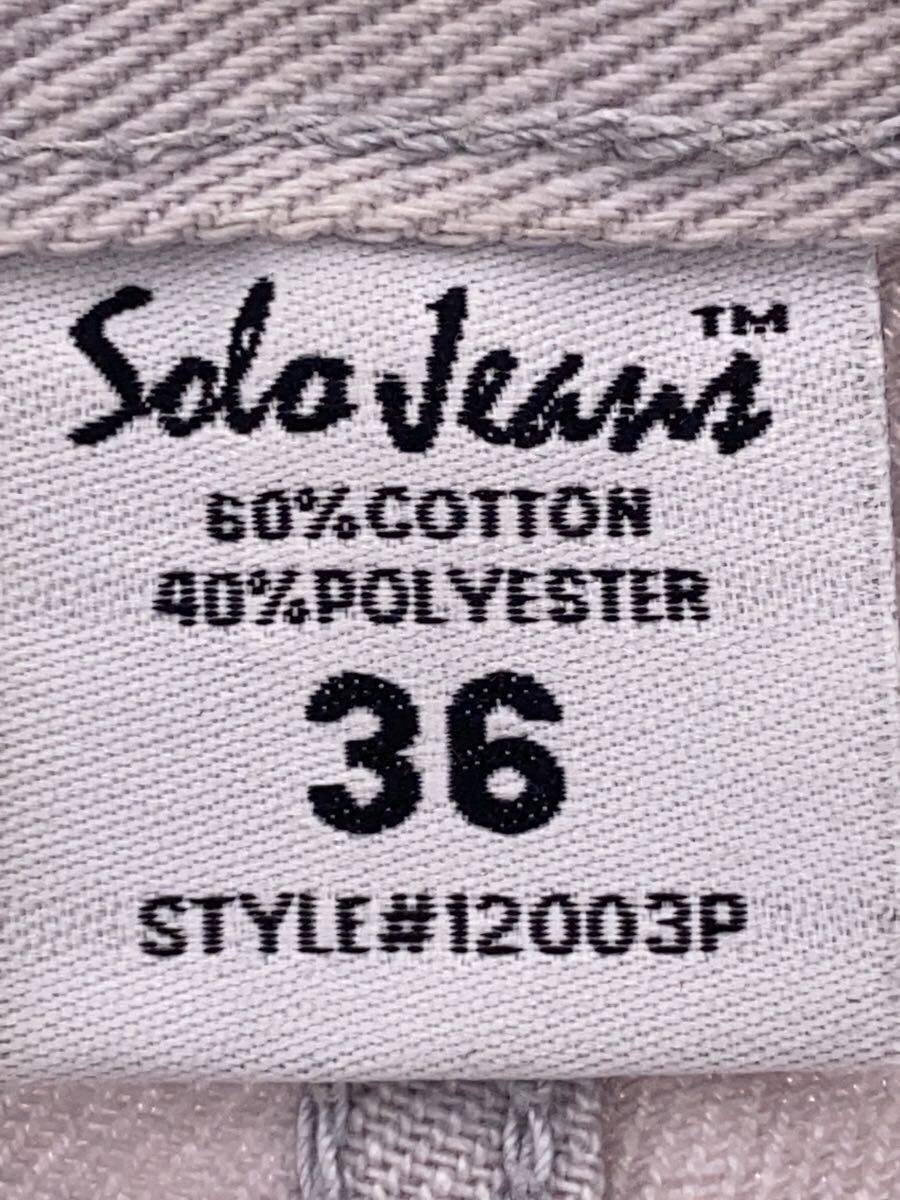 Solo Jeans™
60%COTTON
40%POLYESTER
36
STYLE#12003P